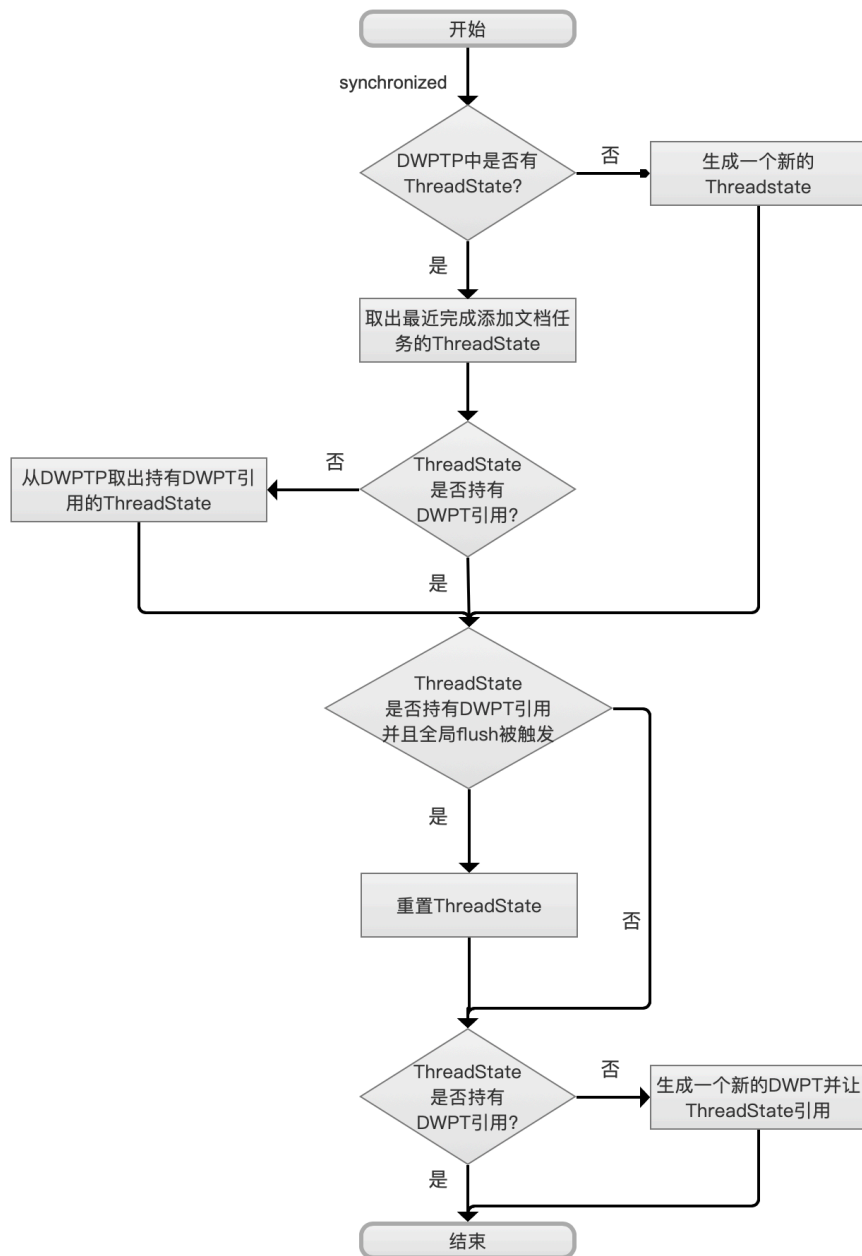 开始
synchronized
DWPTP中是否有
ThreadState?
否
生成一个新的
Threadstate
是
取出最近完成添加文档任
务的ThreadState
ThreadState
是否持有
DWPT引用?
否
从DWPTP取出持有DWPT引
用的ThreadState
是
ThreadState
是否持有DWPT引用
并且全局flush被触发
是
重置ThreadState
否
ThreadState
是否持有
DWPT引用?
否
生成一个新的DWPT并让
ThreadState引用
是
结束